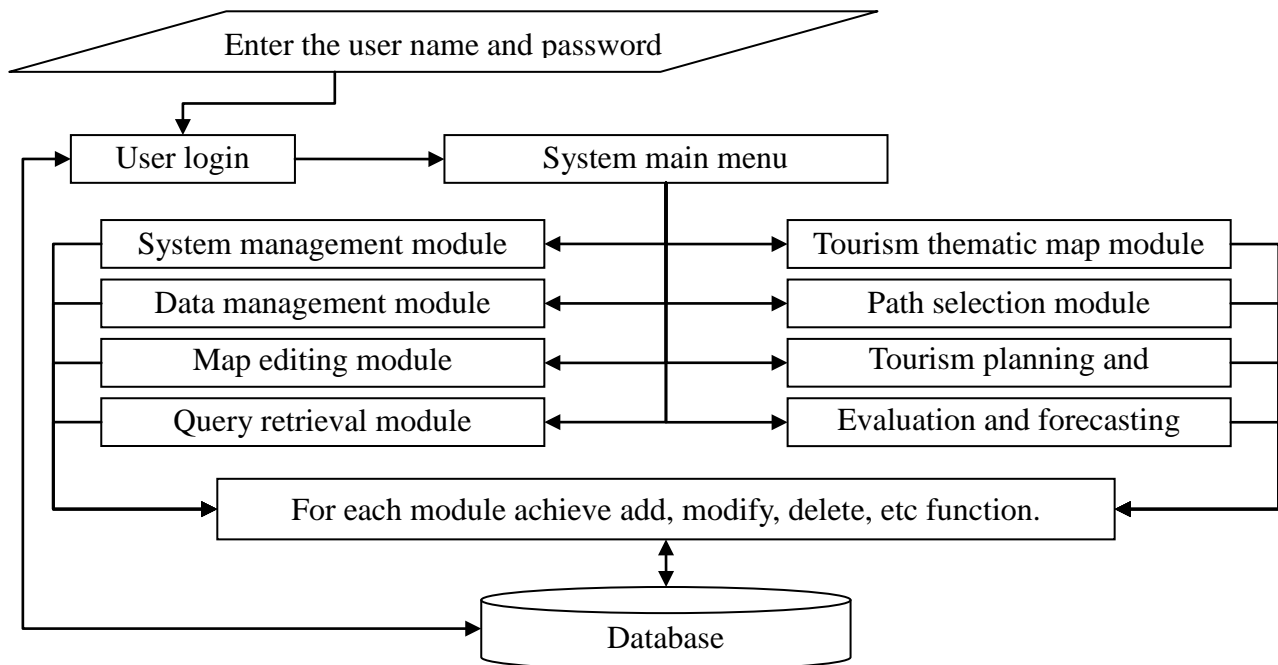 Enter the user name and password
User login
System main menu
System management module
Tourism thematic map module
Data management module
Path selection module
Map editing module
Tourism planning and
Query retrieval module
Evaluation and forecasting
For each module achieve add, modify, delete, etc function.
Database